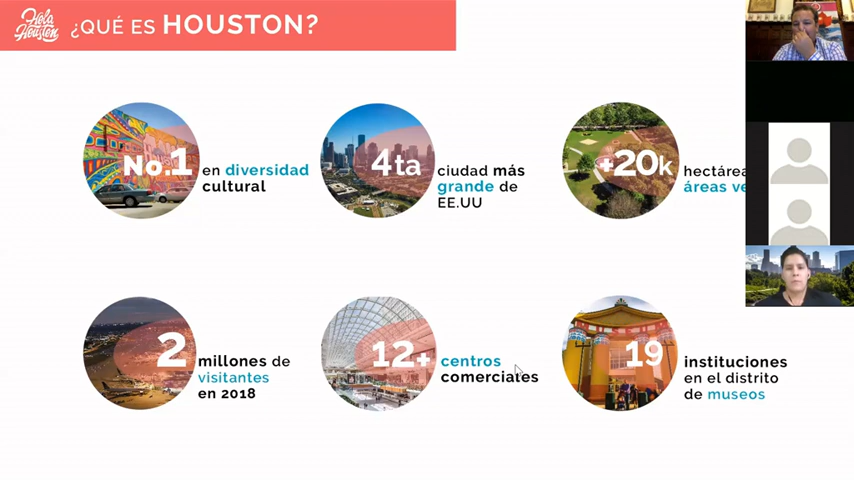 Hola
Houston
¿QUÉ ES HOUSTON?
No.1
en diversidad
cultural
4ta
ciudad más
grande de
EE.UU
+20k
hectárea
áreas ve
2
millones de
visitantes
en 2018
12+
centros
comerciales
19
instituciones
en el distrito
de museos